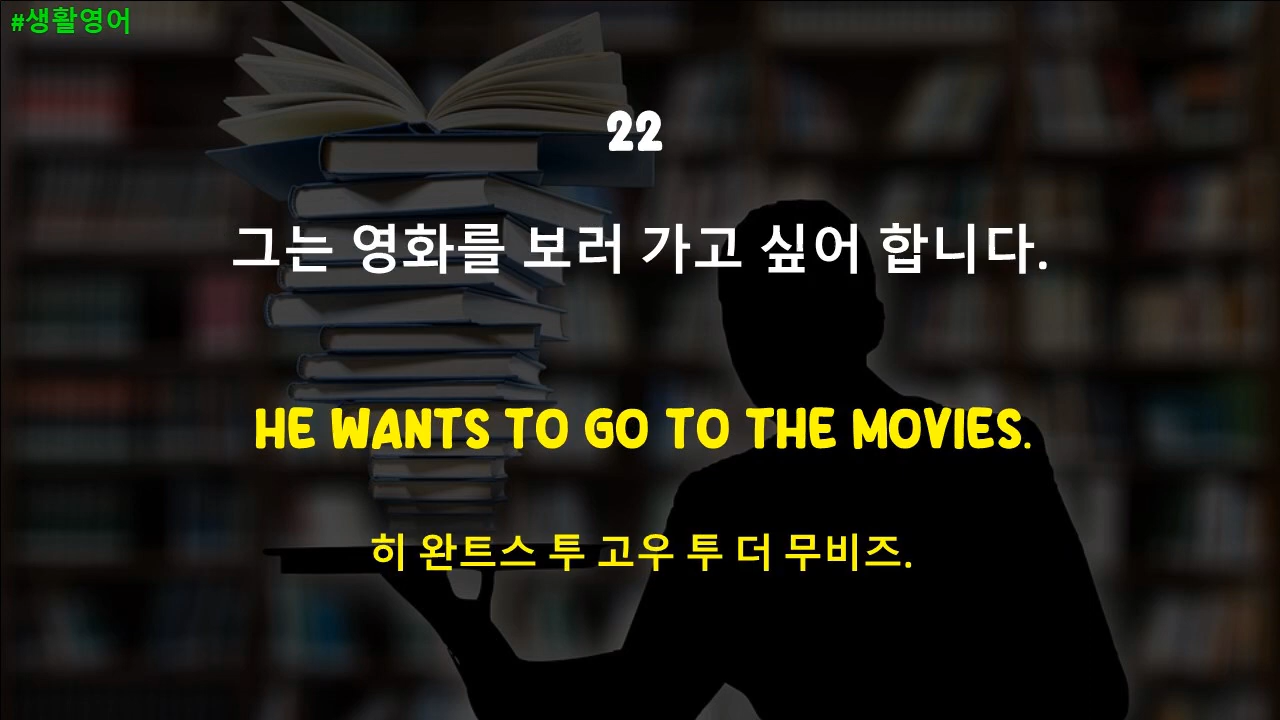 #생활영어
22
그는 영화를 보러 가고 싶어 합니다.
HE WANTS TO GO TO THE MOVIES.
히 완트스 투 고우 투 더 무비즈.